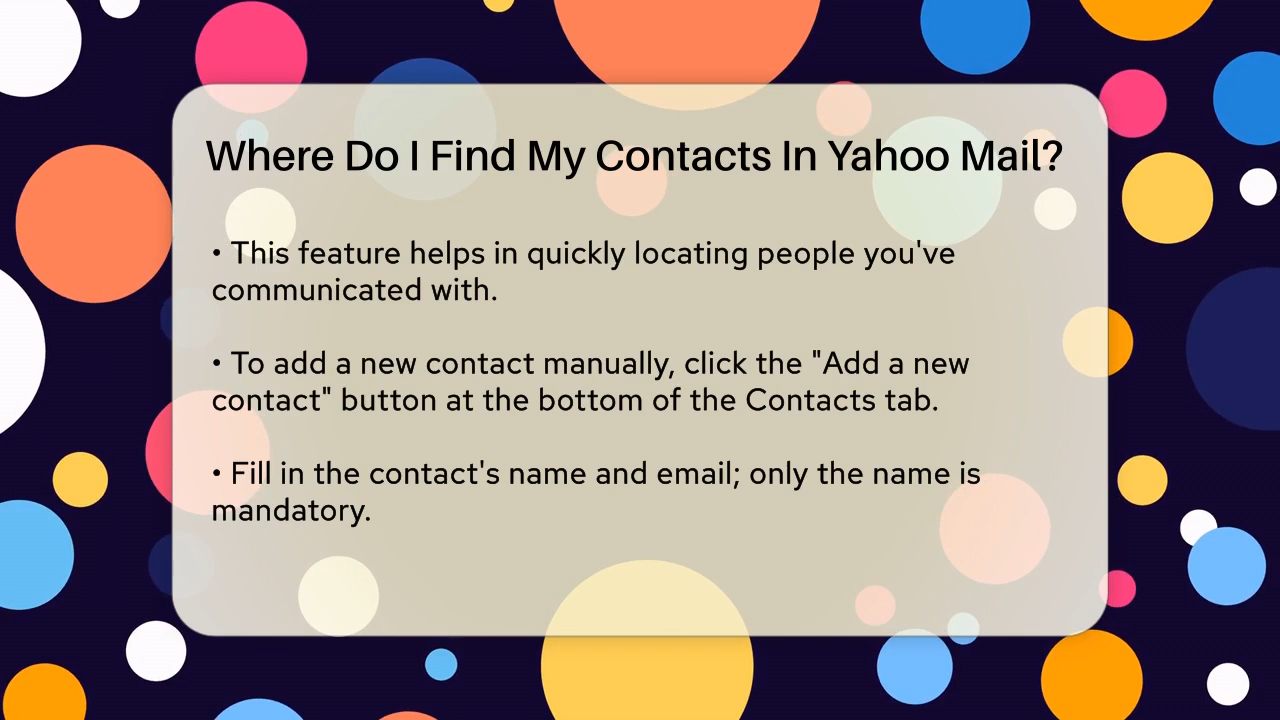 Where Do I Find My Contacts In Yahoo Mail?
• This feature helps in quickly locating people you've
communicated with.
• To add a new contact manually, click the "Add a new
contact" button at the bottom of the Contacts tab.
• Fill in the contact's name and email; only the name is
mandatory.